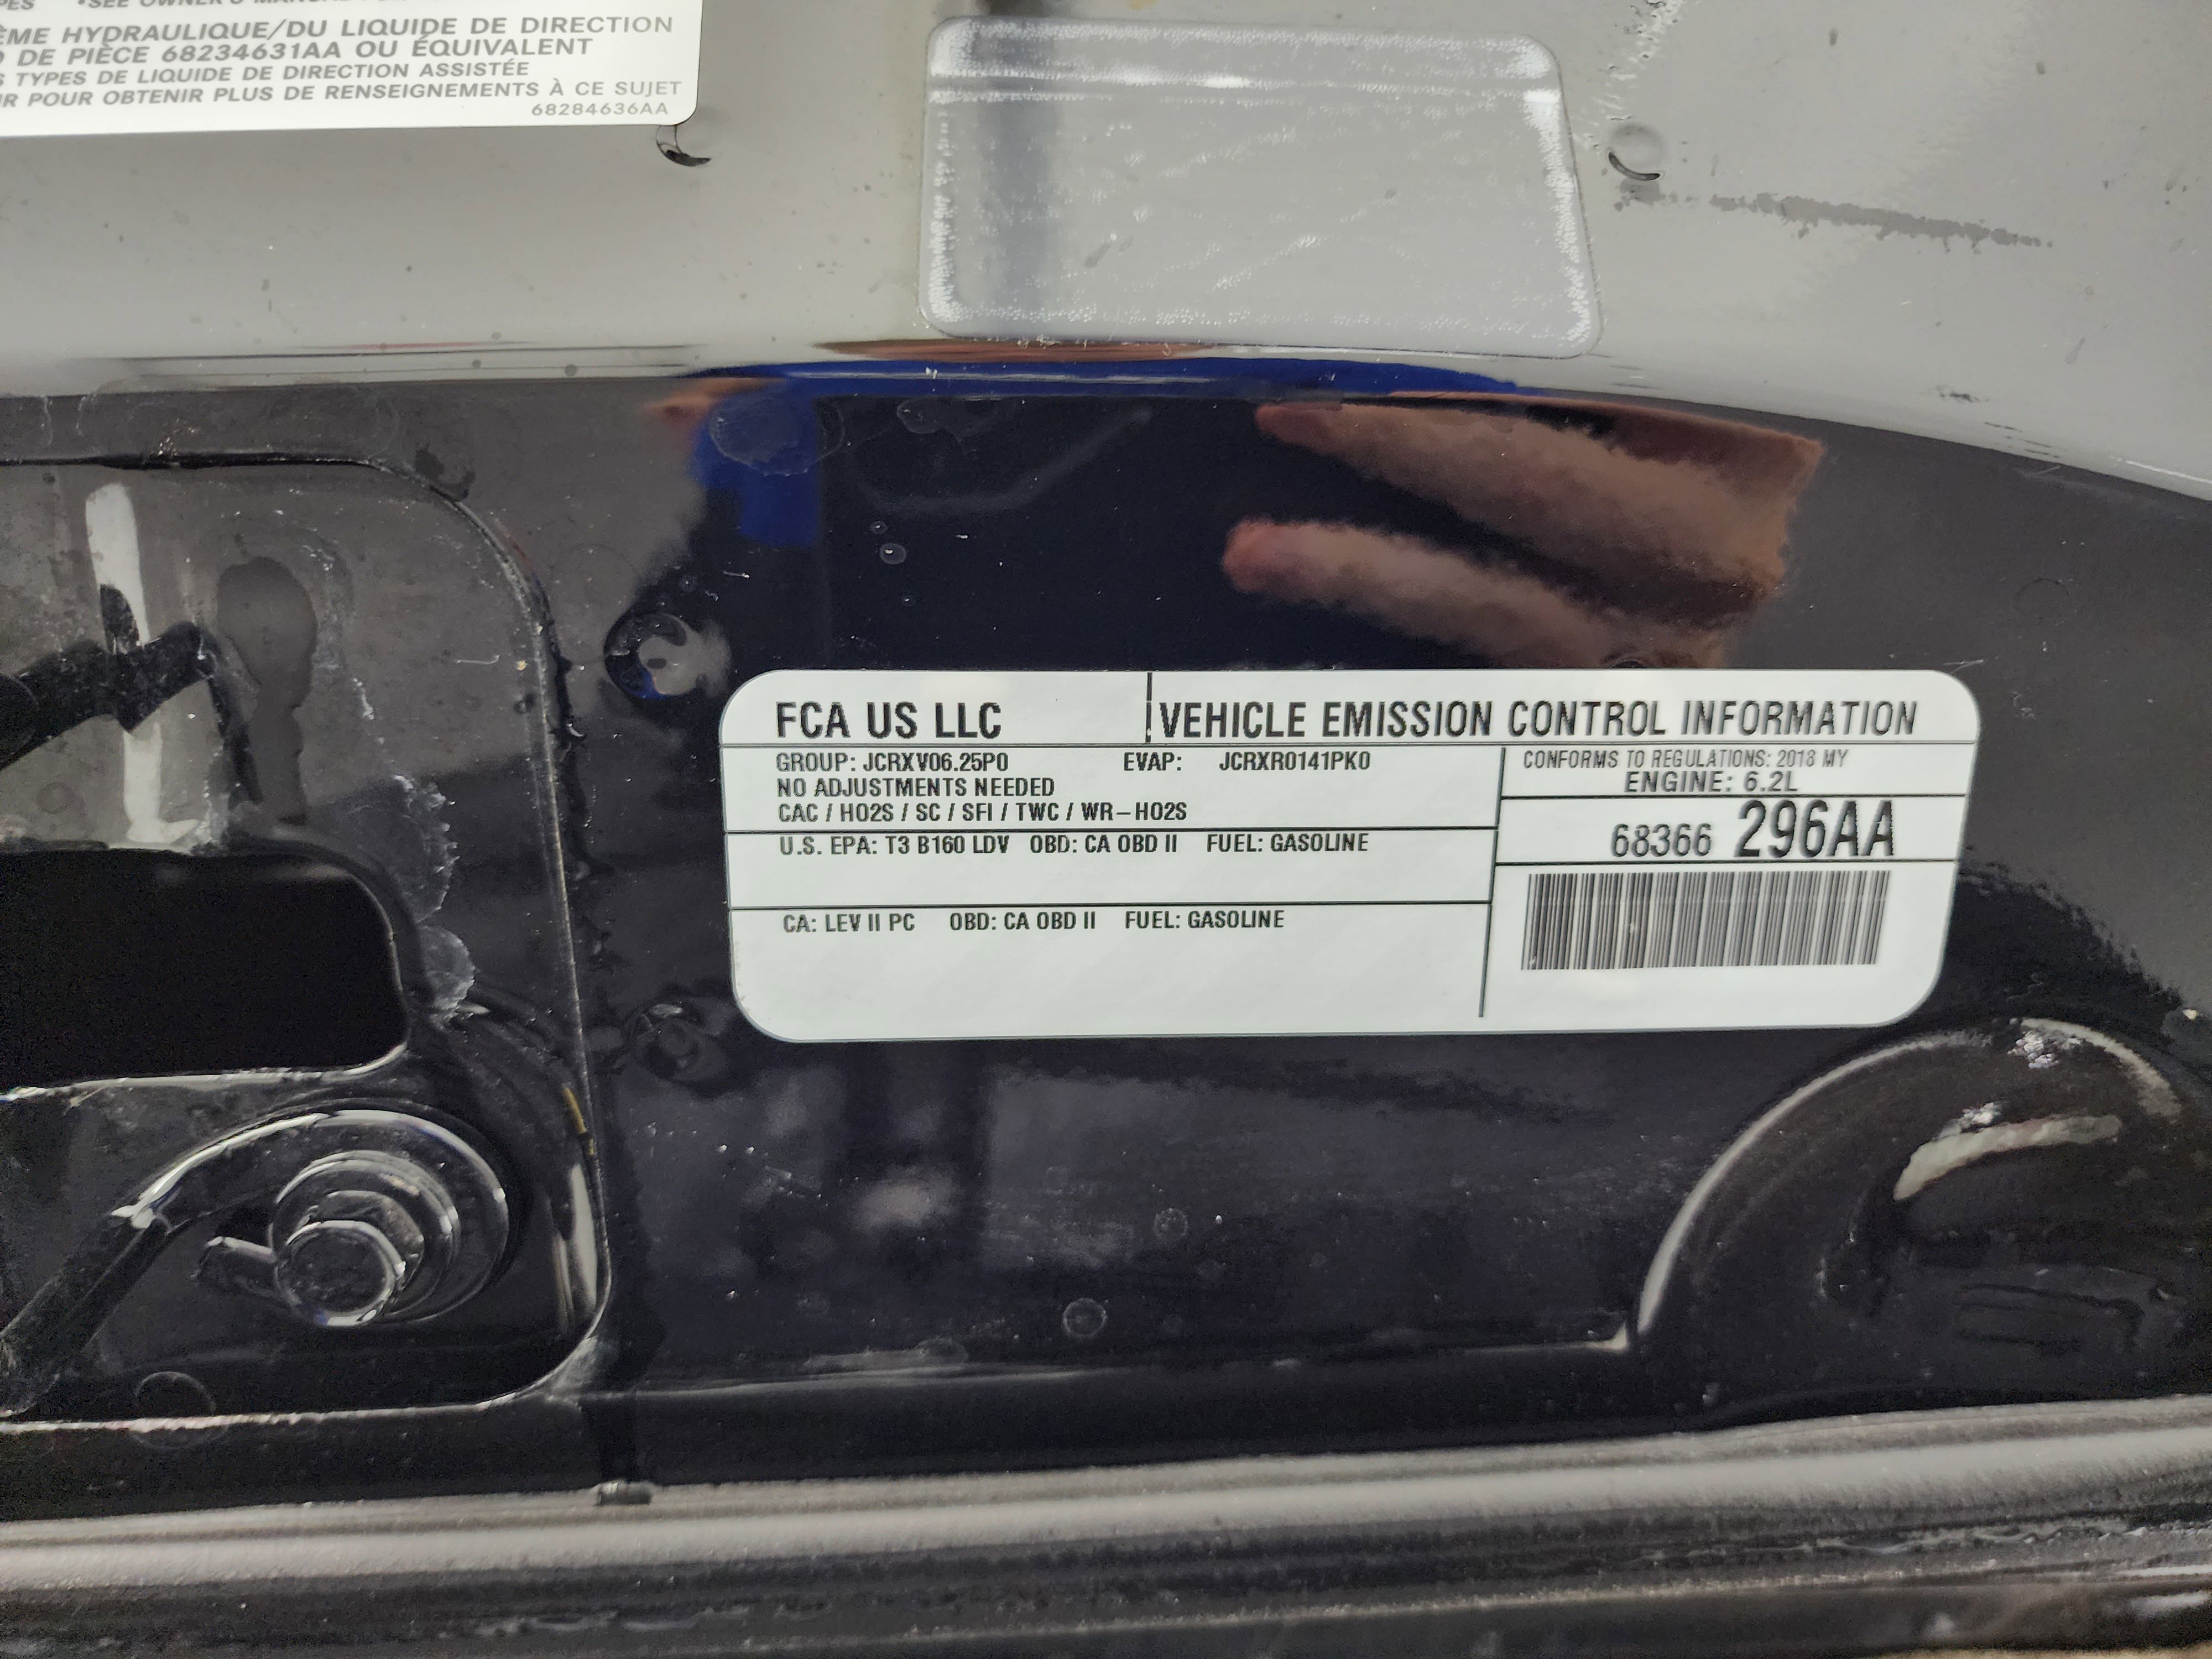 •SEE OWNER'S MANUAL
ÈME HYDRAULIQUE/DU LIQUIDE DE DIRECTION
DE PIÈCE 68234631AA OU ÉQUIVALENT
TYPES DE LIQUIDE DE DIRECTION ASSISTÉE
POUR OBTENIR PLUS DE RENSEIGNEMENTS À CE SUJET
68284636AA
FCA US LLC VEHICLE EMISSION CONTROL INFORMATION
GROUP: JCRXV06.25P0 EVAP: JCRXR0141PK0
NO ADJUSTMENTS NEEDED
CAC / HO2S / SC / SFI / TWC / WR-HO2S
U.S. EPA: T3 B160 LDV OBD: CA OBD II FUEL: GASOLINE
CA: LEV II PC OBD: CA OBD II FUEL: GASOLINE
CONFORMS TO REGULATIONS: 2018 MY
ENGINE: 6.2L
68366 296AA